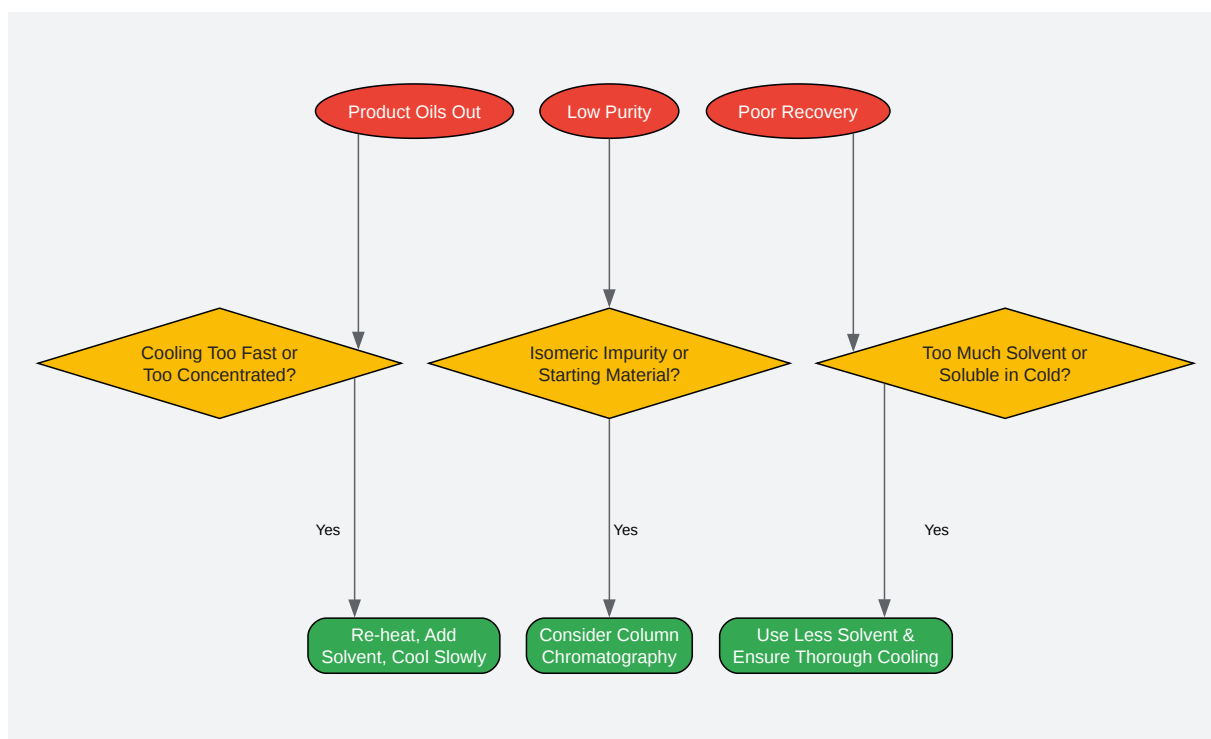 Product Oils Out
Low Purity
Poor Recovery
Cooling Too Fast or
Too Concentrated?
Isomeric Impurity or
Starting Material?
Too Much Solvent or
Soluble in Cold?
Yes
Yes
Yes
Re-heat, Add
Solvent, Cool Slowly
Consider Column
Chromatography
Use Less Solvent &
Ensure Thorough Cooling